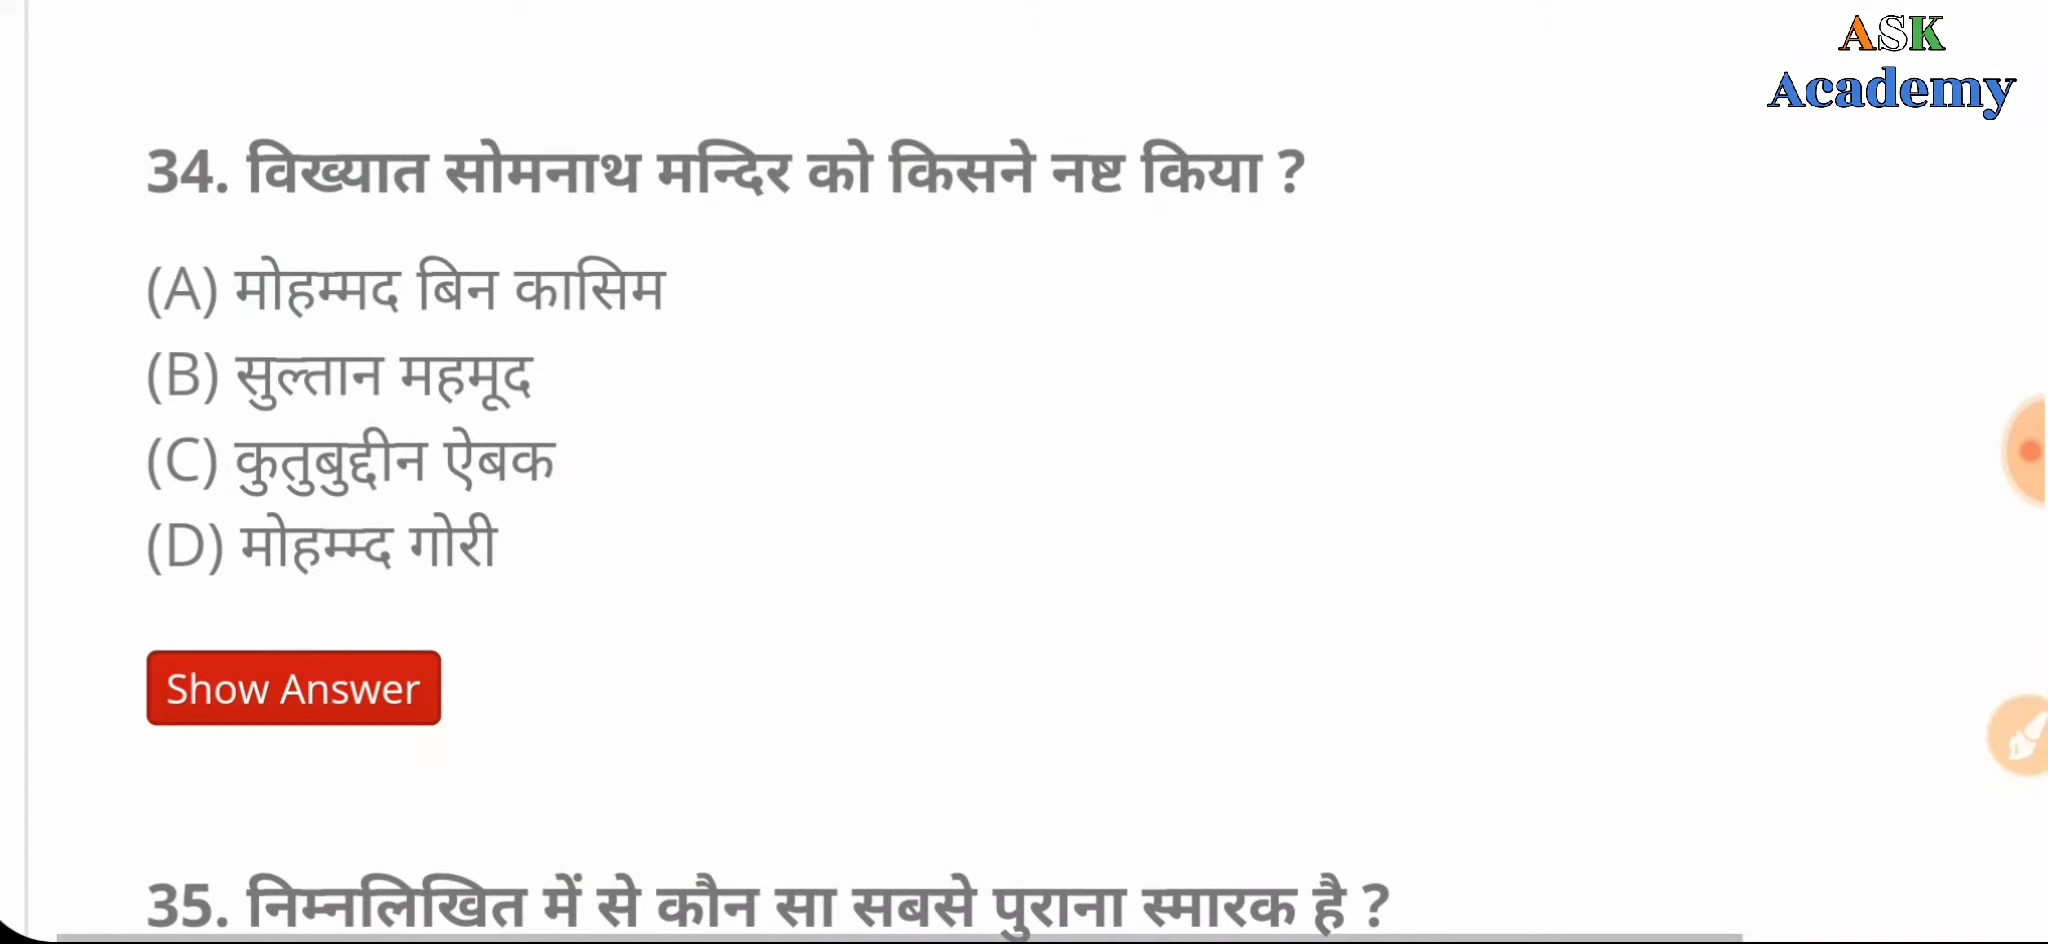 ASK
Academy
34. विख्यात सोमनाथ मन्दिर को किसने नष्ट किया ?
(A) मोहम्मद बिन कासिम
(B) सुल्तान महमूद
(C) कुतुबुद्दीन ऐबक
(D) मोहम्म्द गोरी
Show Answer
35. निम्नलिखित में से कौन सा सबसे पुराना स्मारक है ?